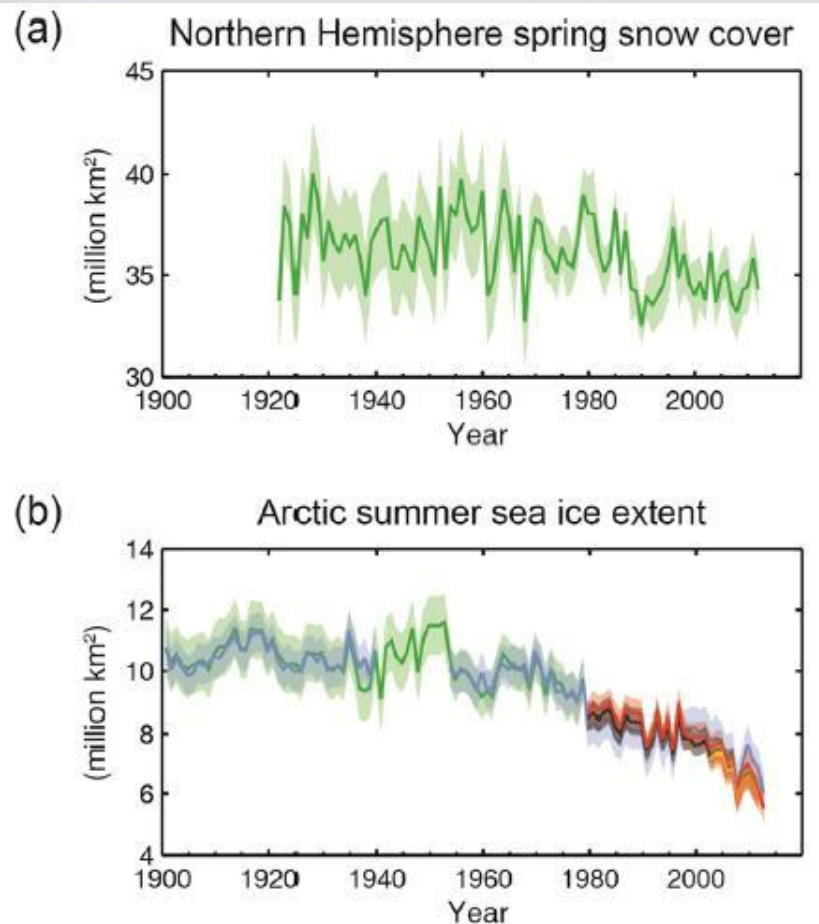 (a) Northern Hemisphere spring snow cover
45
40
35
30
(million km²)
1900 1920 1940 1960 1980 2000
Year
(b) Arctic summer sea ice extent
14
12
10
8
6
4
(million km²)
1900 1920 1940 1960 1980 2000
Year